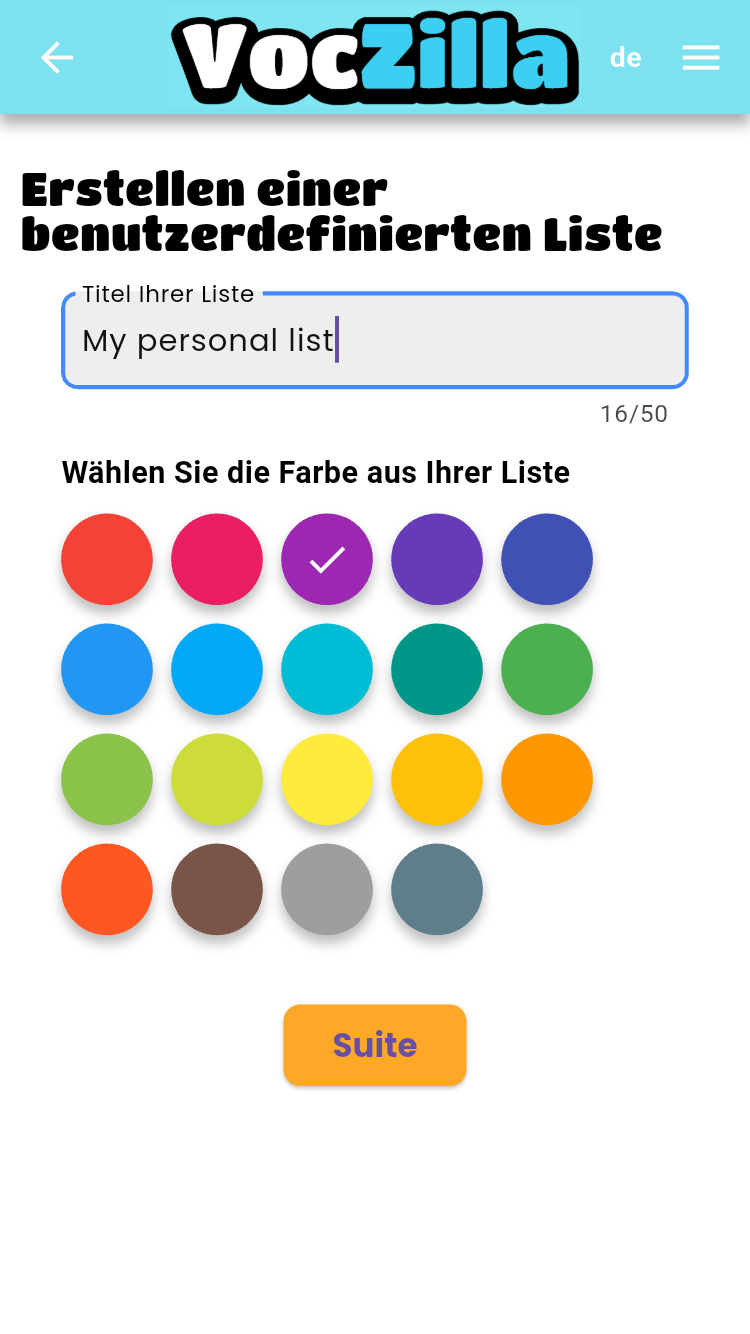 VocZilla
de
Erstellen einer
benutzerdefinierten Liste
Titel Ihrer Liste
My personal list
16/50
Wählen Sie die Farbe aus Ihrer Liste
Suite